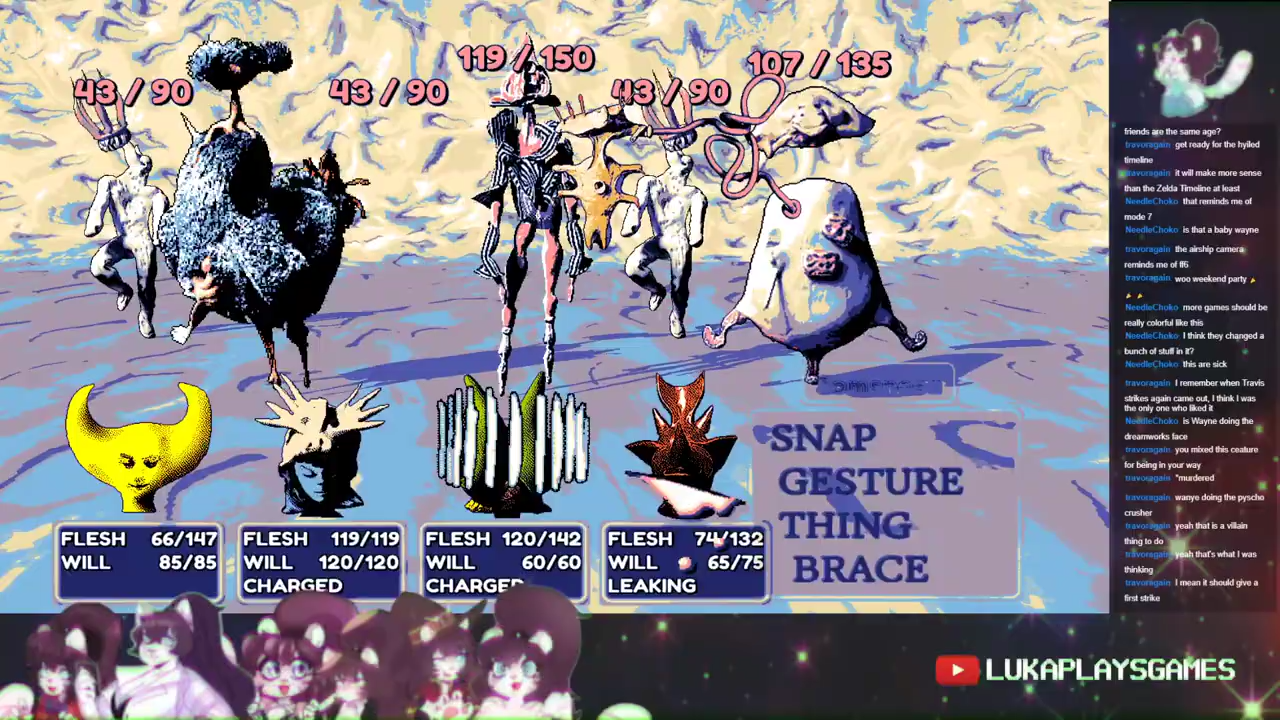 119 / 150
107 / 135
43 / 90
43 / 90
43 / 90
SNAP
GESTURE
THING
BRACE
FLESH 66/147
WILL 85/85
FLESH 119/119
WILL 120/120
CHARGED
FLESH 120/142
WILL 60/60
CHARGED
FLESH 74/132
WILL 65/75
LEAKING
friends are the same age?
travoragain get ready for the hyiled
timeline
travoragain it will make more sense
than the Zelda Timeline at least
NeedleChoko that reminds me of
mode 7
NeedleChoko is that a baby wayne
travoragain the airship camera
reminds me of ff6
travoragain woo weekend party
NeedleChoko more games should be
really colorful like this
NeedleChoko I think they changed a
bunch of stuff in it?
NeedleChoko this are sick
travoragain I remember when Travis
strikes again came out, I think I was
the only one who liked it
NeedleChoko is Wayne doing the
dreamworks face
travoragain you mixed this ceature
for being in your way
travoragain *murdered
travoragain wanye doing the pyscho
crusher
travoragain yeah that is a villain
thing to do
travoragain yeah that's what I was
thinking
travoragain I mean it should give a
first strike
LUKAPLAYSGAMES